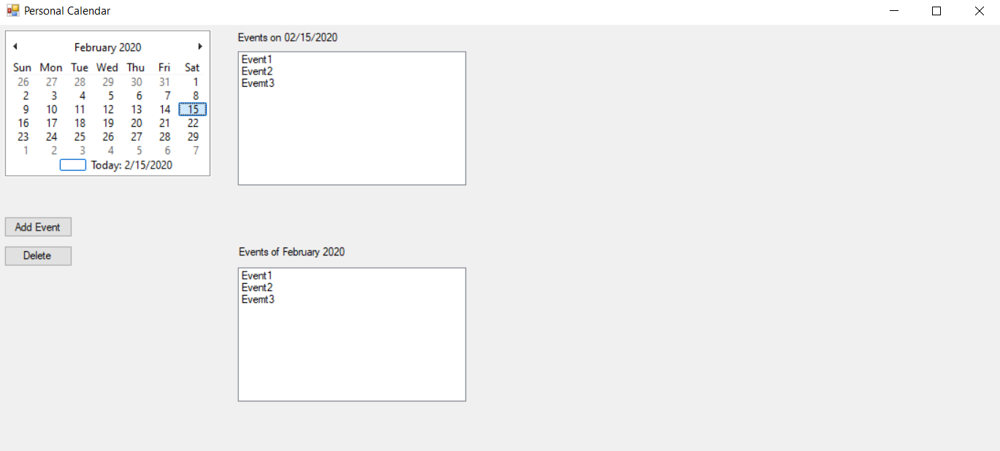 Personal Calendar
February 2020
Sun Mon Tue Wed Thu Fri Sat
26 27 28 29 30 31 1
2 3 4 5 6 7 8
9 10 11 12 13 14 15
16 17 18 19 20 21 22
23 24 25 26 27 28 29
1 2 3 4 5 6 7
Today: 2/15/2020
Events on 02/15/2020
Event1
Event2
Evemt3
Add Event
Delete
Events of February 2020
Event1
Event2
Evemt3